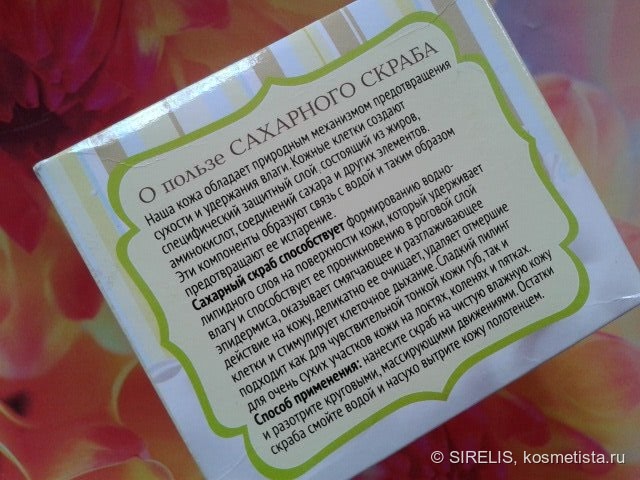 О пользе САХАРНОГО СКРАБА
Наша кожа обладает природным механизмом предотвращения
сухости и удержания влаги. Кожные клетки создают
специфический защитный слой, состоящий из жиров,
аминокислот, соединений сахара и других элементов.
Эти компоненты образуют связь с водой и таким образом
предотвращают ее испарение.
Сахарный скраб способствует формированию водно-
липидного слоя на поверхности кожи, который удерживает
влагу и способствует ее проникновению в роговой слой
эпидермиса, оказывает смягчающее и разглаживающее
действие на кожу, деликатно ее очищает, удаляет отмершие
клетки и стимулирует клеточное дыхание. Сладкий пилинг
подходит как для чувствительной тонкой кожи губ, так и
для очень сухих участков кожи на локтях, коленях и пятках.
Способ применения: нанесите скраб на чистую влажную кожу
и разотрите круговыми, массирующими движениями. Остатки
скраба смойте водой и насухо вытрите кожу полотенцем.
© SIRELIS, kosmetista.ru